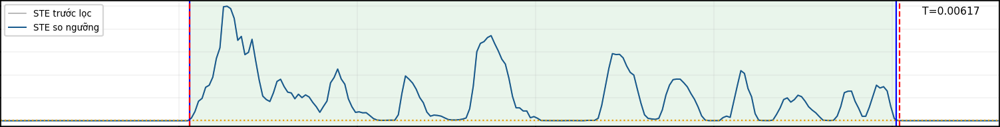 STE trước lọc
STE so ngưỡng
T=0.00617